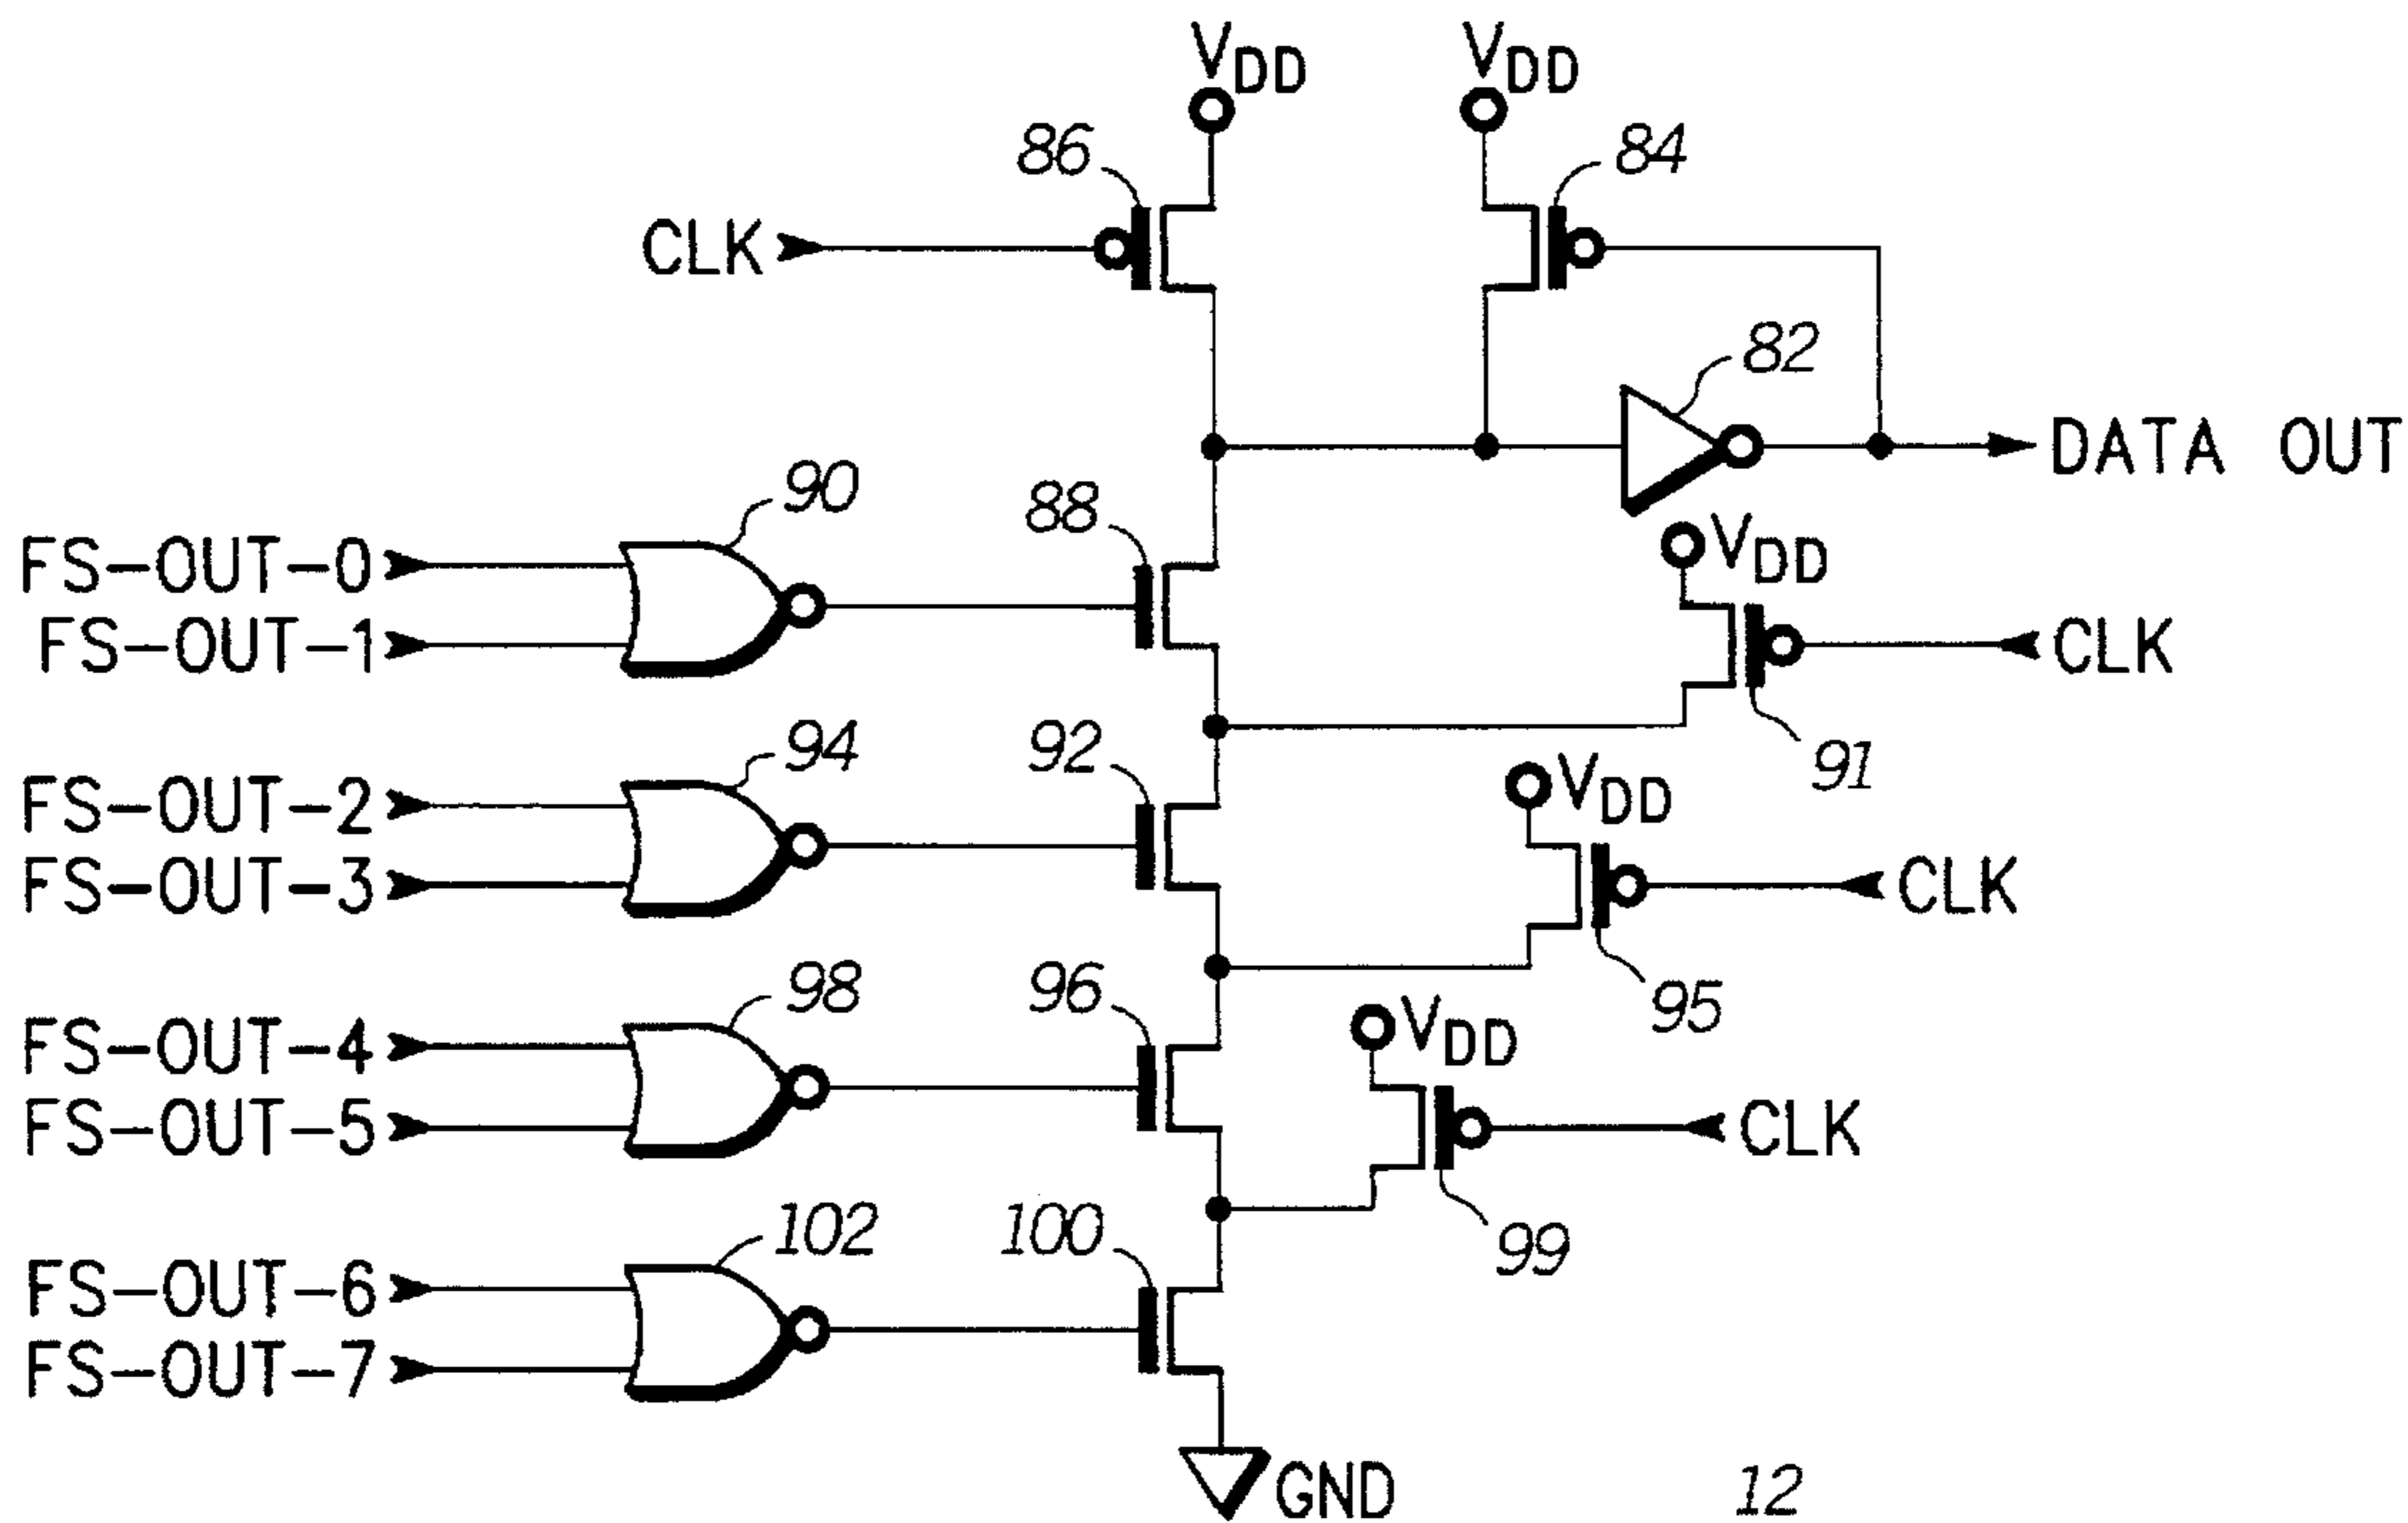 VDD VDD
86 84
CLK
82
DATA OUT
90
88
VDD
FS-OUT-0
FS-OUT-1
CLK
94
92
91
VDD
FS-OUT-2
FS-OUT-3
CLK
98
96
95
VDD
FS-OUT-4
FS-OUT-5
CLK
102
100
99
FS-OUT-6
FS-OUT-7
GND
12